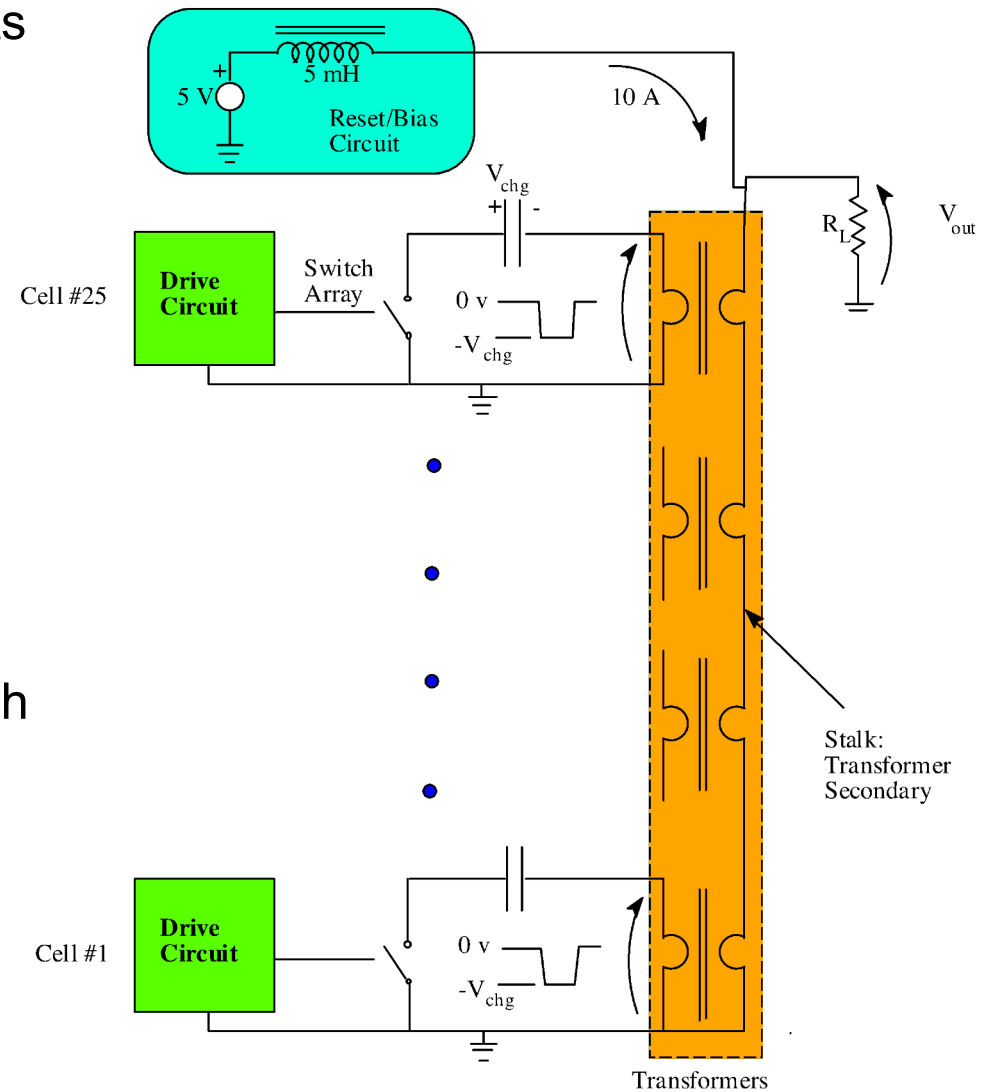 s
+
5 V
5 mH
Reset/Bias
Circuit
10 A
V chg
+ -
R L
V out
Cell #25
Drive
Circuit
Switch
Array
0 v
-V chg
h
Stalk:
Transformer
Secondary
Cell #1
Drive
Circuit
0 v
-V chg
Transformers